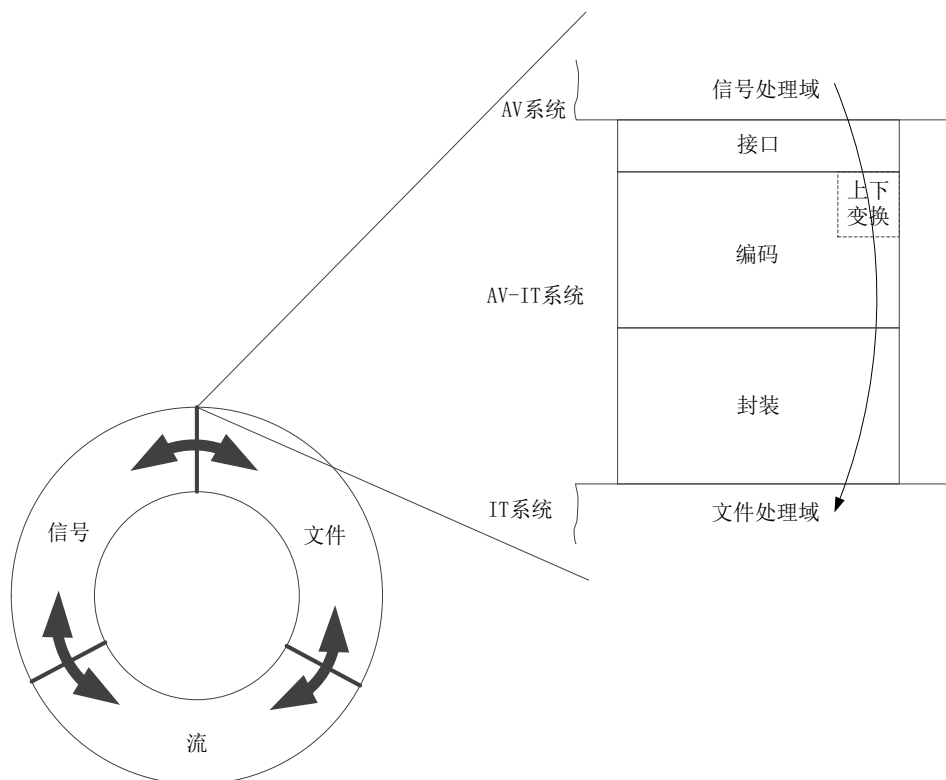 信号处理域
AV系统
接口
上下
变换
编码
AV-IT系统
封装
IT系统
文件处理域
信号
文件
流